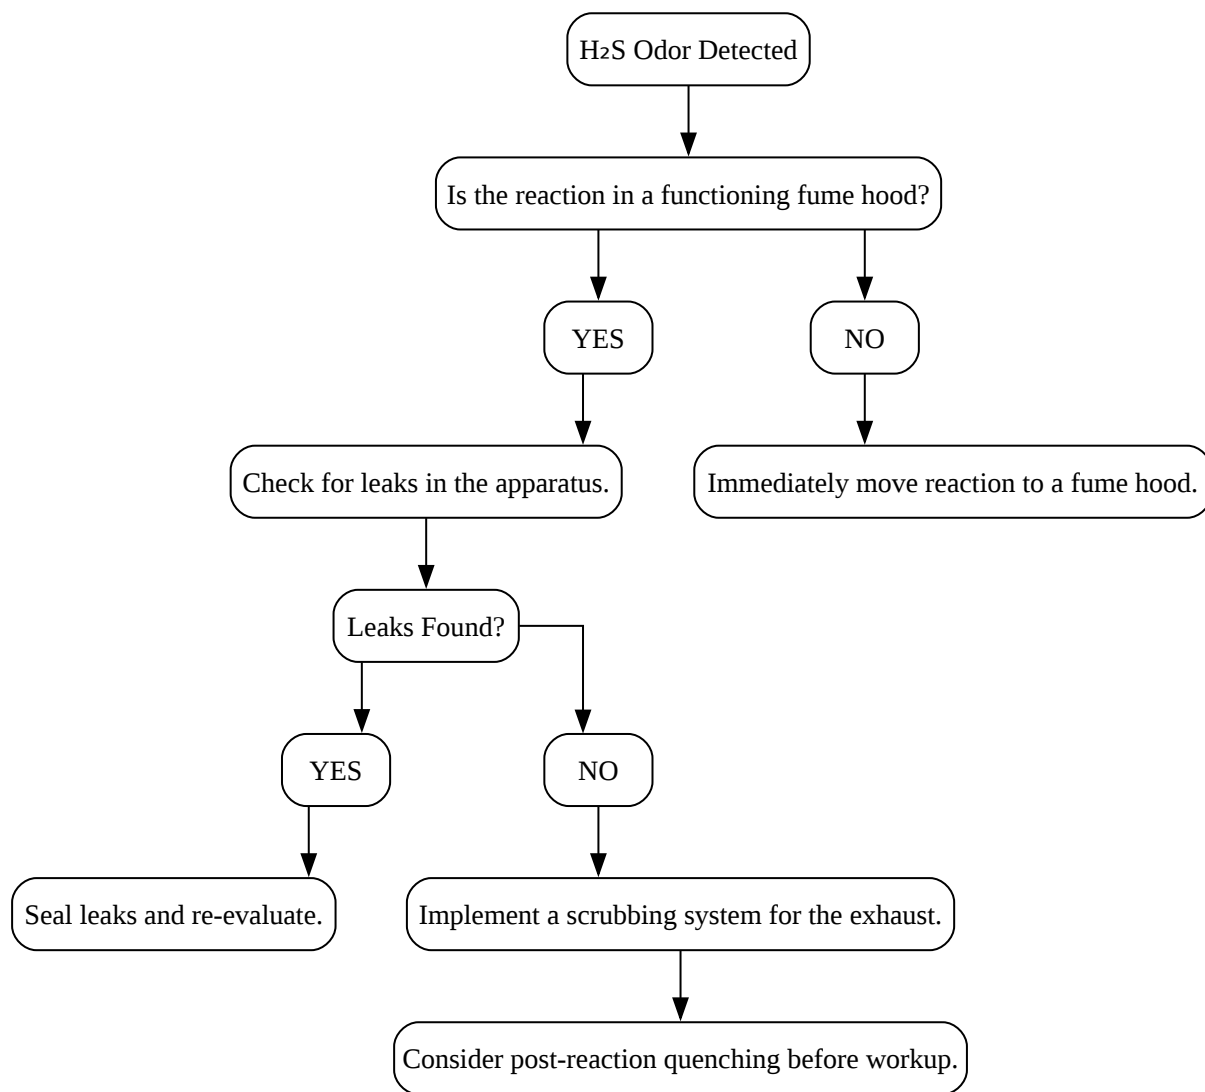 H₂S Odor Detected
Is the reaction in a functioning fume hood?
YES
NO
Check for leaks in the apparatus.
Immediately move reaction to a fume hood.
Leaks Found?
YES
NO
Seal leaks and re-evaluate.
Implement a scrubbing system for the exhaust.
Consider post-reaction quenching before workup.